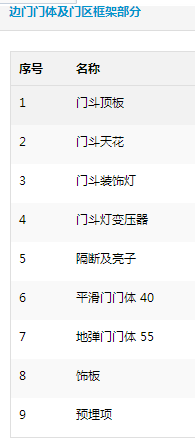 边门门体及门区框架部分
序号 名称
1 门斗顶板
2 门斗天花
3 门斗装饰灯
4 门斗灯变压器
5 隔断及亮子
6 平滑门门体 40
7 地弹门门体 55
8 饰板
9 预埋项